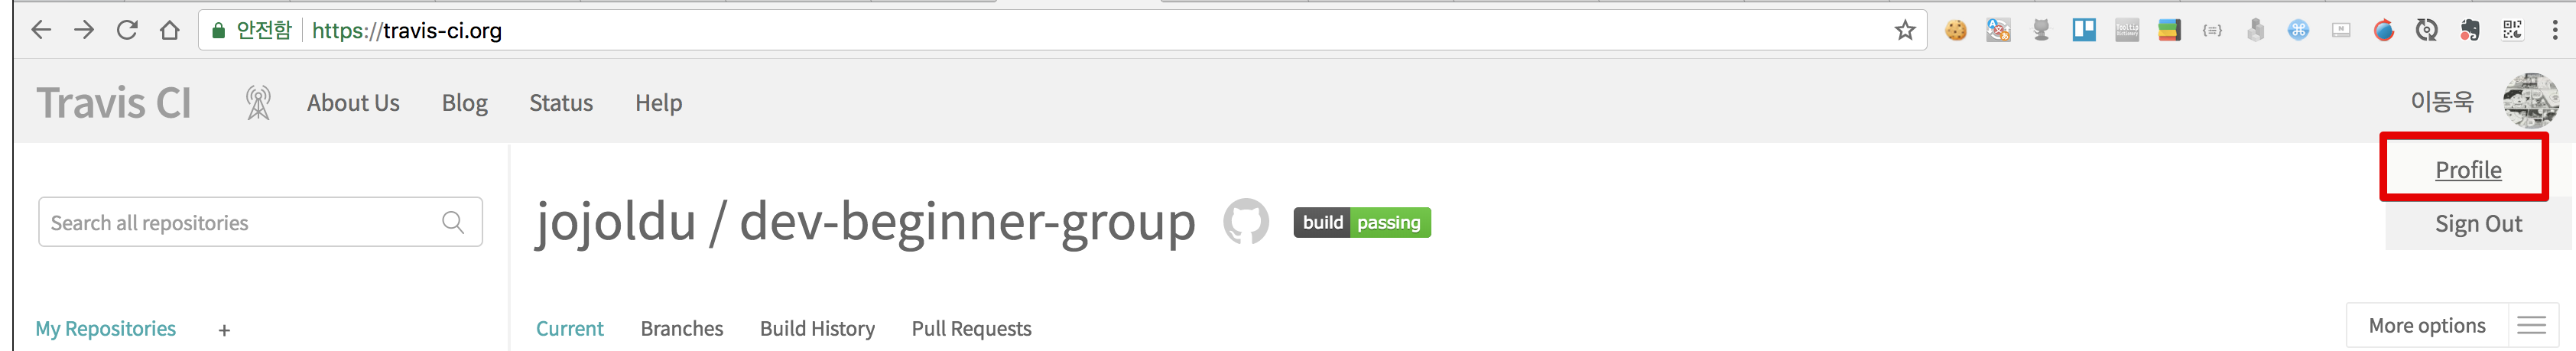 안전함 https://travis-ci.org
Travis CI About Us Blog Status Help 이동욱
Profile
Search all repositories
jojoldu / dev-beginner-group build passing
Sign Out
My Repositories +
Current Branches Build History Pull Requests More options